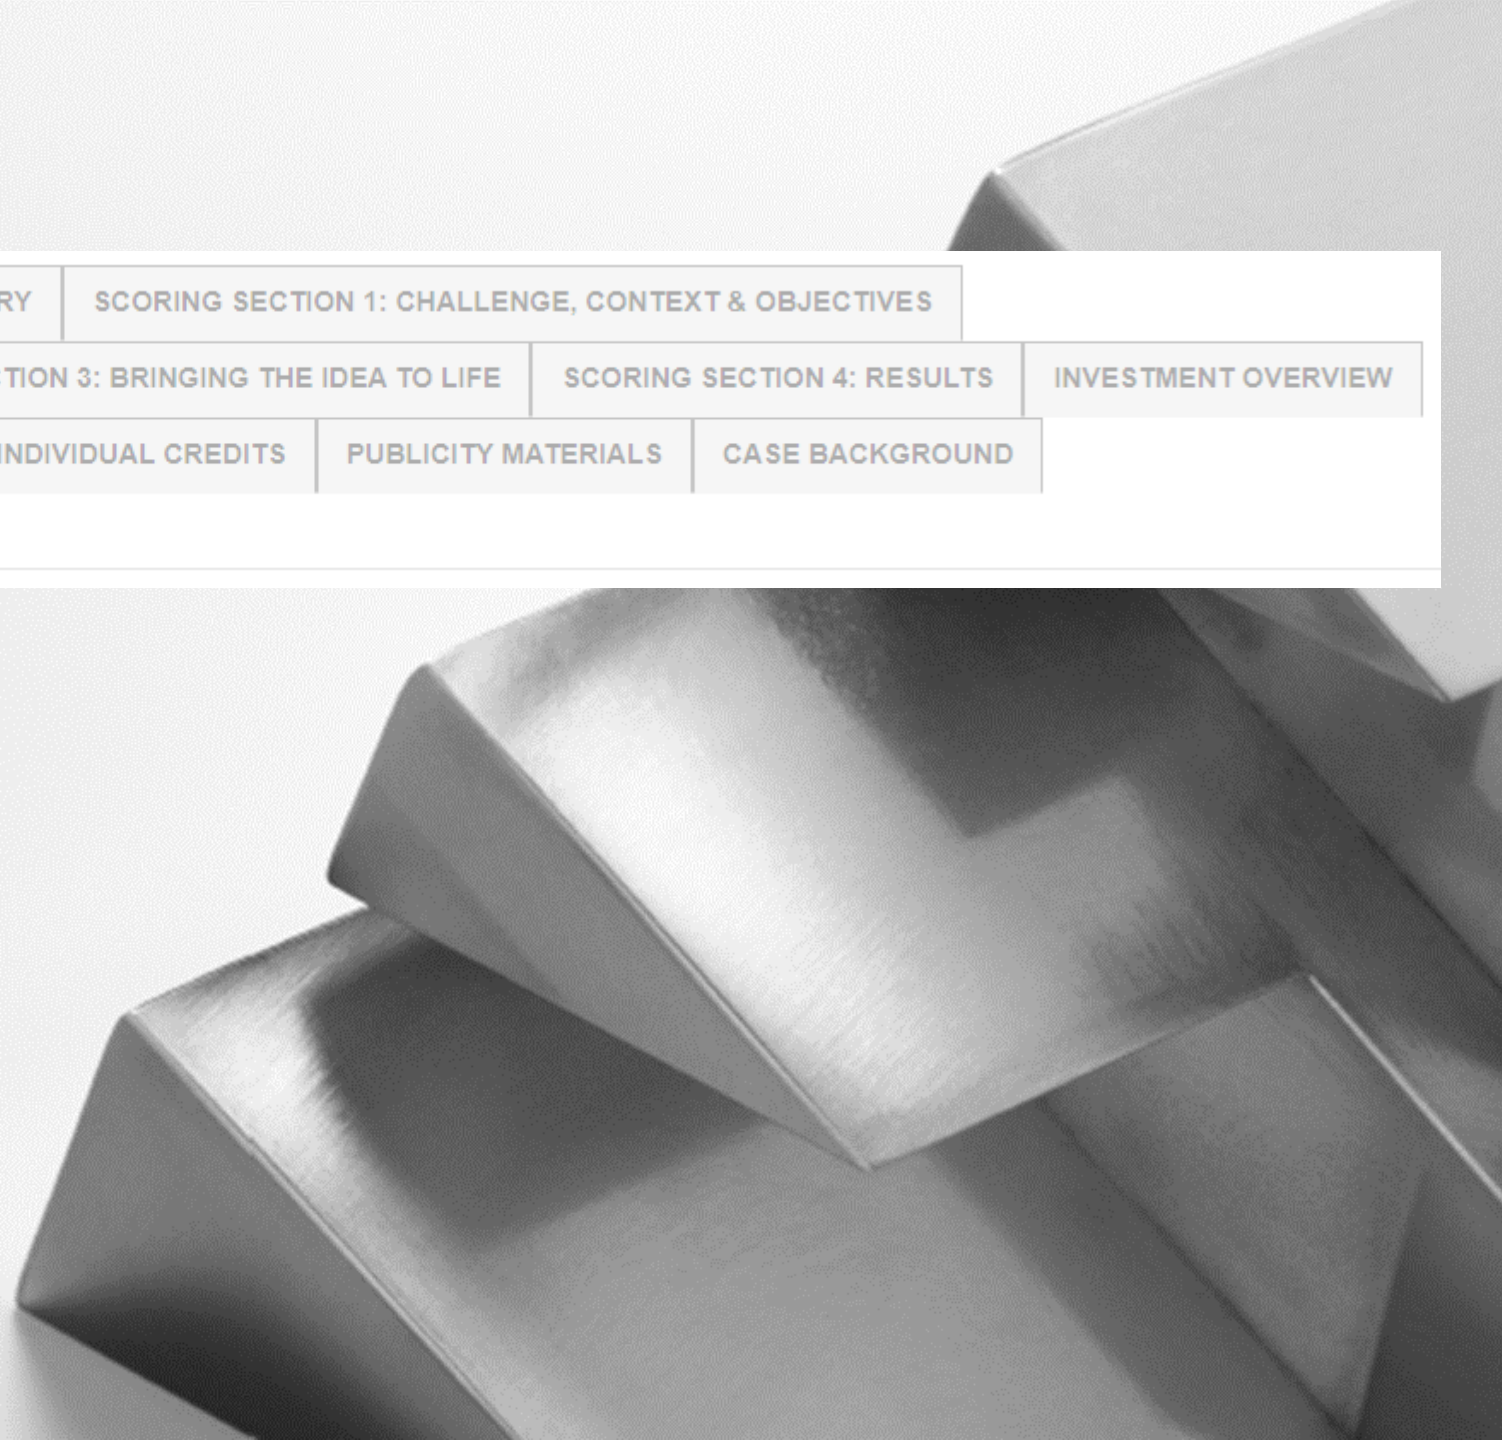 RY SCORING SECTION 1: CHALLENGE, CONTEXT & OBJECTIVES
TION 3: BRINGING THE IDEA TO LIFE SCORING SECTION 4: RESULTS INVESTMENT OVERVIEW
INDIVIDUAL CREDITS PUBLICITY MATERIALS CASE BACKGROUND